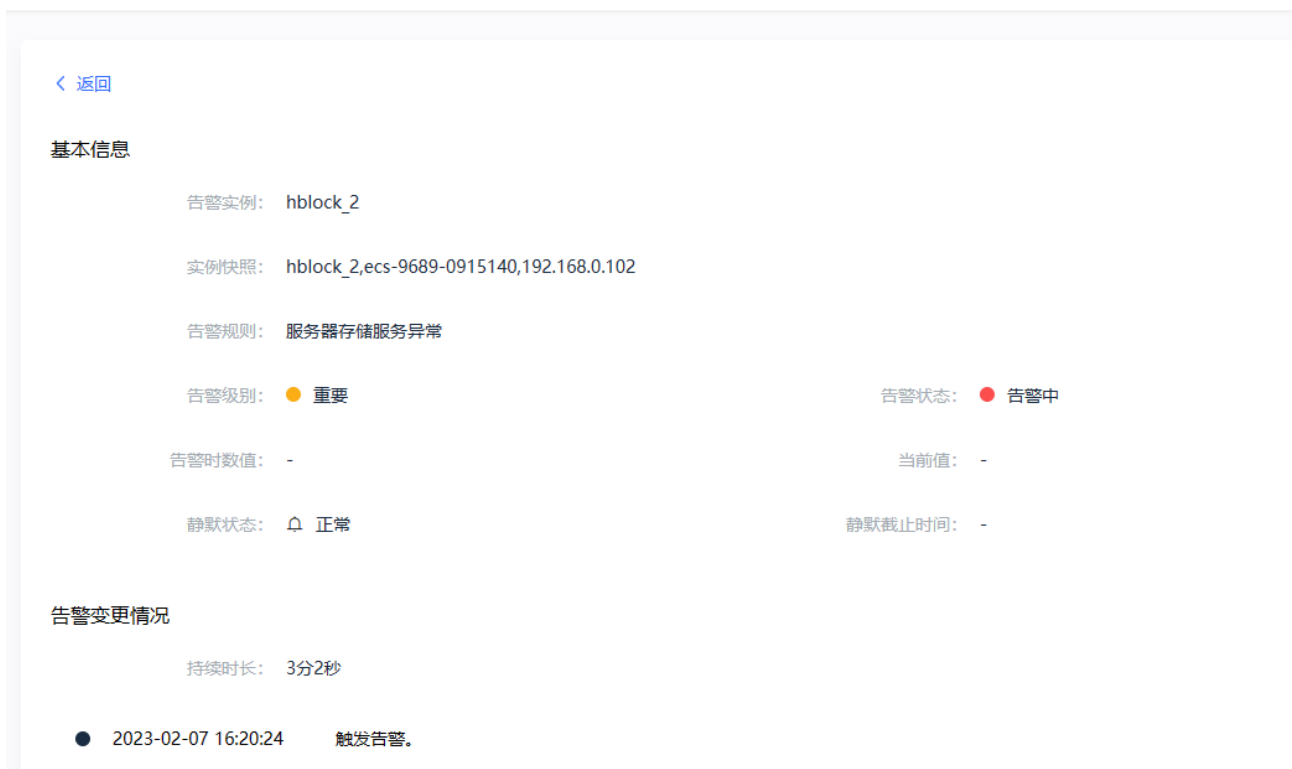 返回
基本信息
告警实例： hblock_2
实例快照： hblock_2,ecs-9689-0915140,192.168.0.102
告警规则： 服务器存储服务异常
告警级别： 重要 告警状态： 告警中
告警时数值： - 当前值： -
静默状态： 正常 静默截止时间： -
告警变更情况
持续时长： 3分2秒
2023-02-07 16:20:24 触发告警。